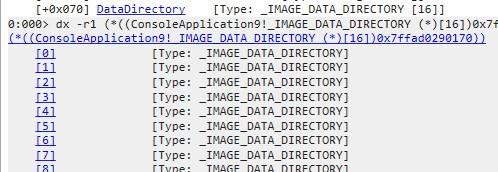 [+0x070] DataDirectory [Type: _IMAGE_DATA_DIRECTORY [16]]
0:000> dx -r1 (*((ConsoleApplication9!_IMAGE_DATA_DIRECTORY (*)[16])0x7f
(*((ConsoleApplication9!_IMAGE_DATA_DIRECTORY (*)[16])0x7ffad0290170))
[0] [Type: _IMAGE_DATA_DIRECTORY]
[1] [Type: _IMAGE_DATA_DIRECTORY]
[2] [Type: _IMAGE_DATA_DIRECTORY]
[3] [Type: _IMAGE_DATA_DIRECTORY]
[4] [Type: _IMAGE_DATA_DIRECTORY]
[5] [Type: _IMAGE_DATA_DIRECTORY]
[6] [Type: _IMAGE_DATA_DIRECTORY]
[7] [Type: _IMAGE_DATA_DIRECTORY]
[8] [Type: _IMAGE_DATA_DIRECTORY]